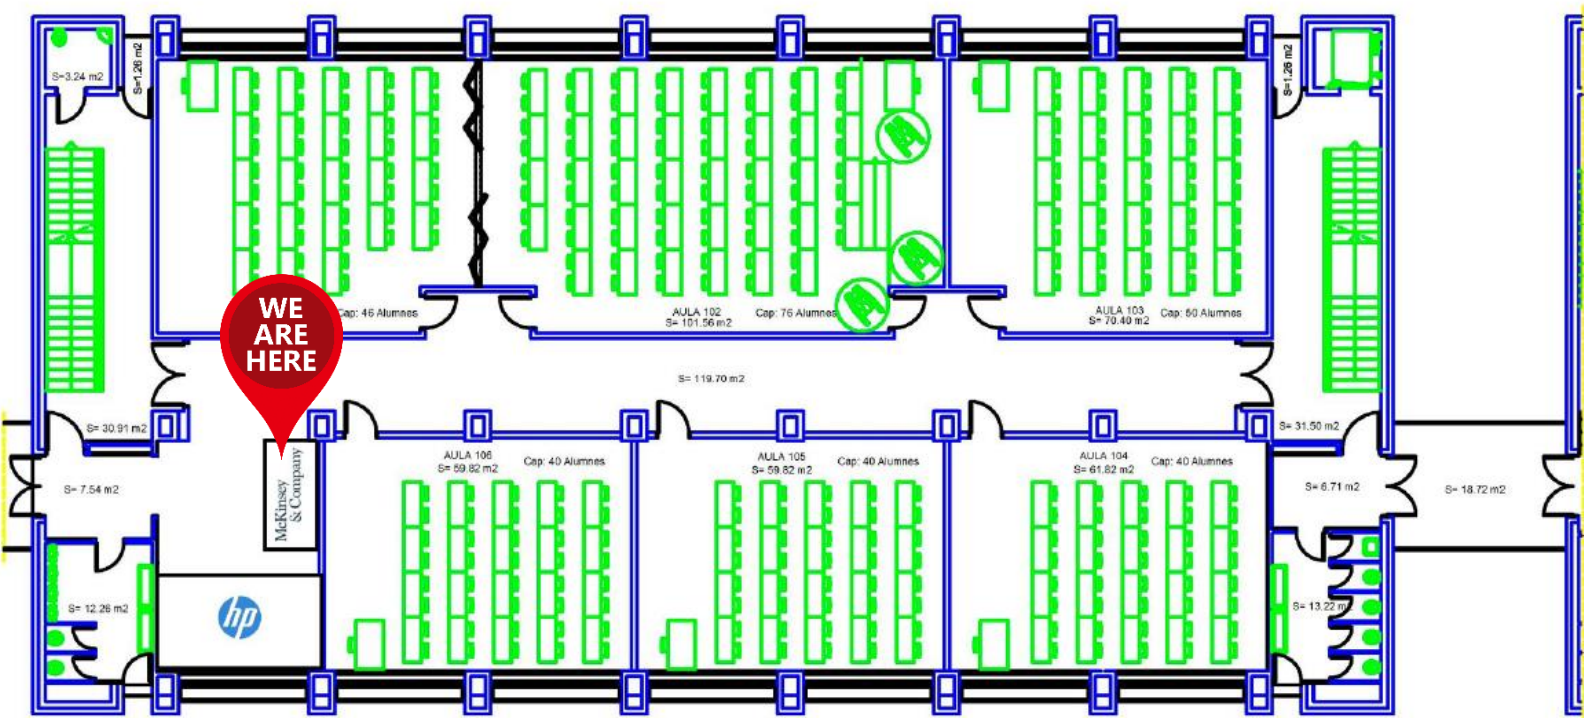 S=3.24 m2
S=1.26 m2
S=1.26 m2
WE
ARE
HERE
Cap: 46 Alumnes
AULA 102
S= 101.56 m2
Cap: 76 Alumnes
AULA 103
S= 70.40 m2
Cap: 50 Alumnes
S= 119.70 m2
S= 30.91 m2
S= 31.50 m2
S= 7.54 m2
McKinsey
& Company
AULA 106
S= 59.82 m2
Cap: 40 Alumnes
AULA 105
S= 59.82 m2
Cap: 40 Alumnes
AULA 104
S= 61.82 m2
Cap: 40 Alumnes
S= 6.71 m2
S= 18.72 m2
S= 12.26 m2
hp
S= 13.22 m2